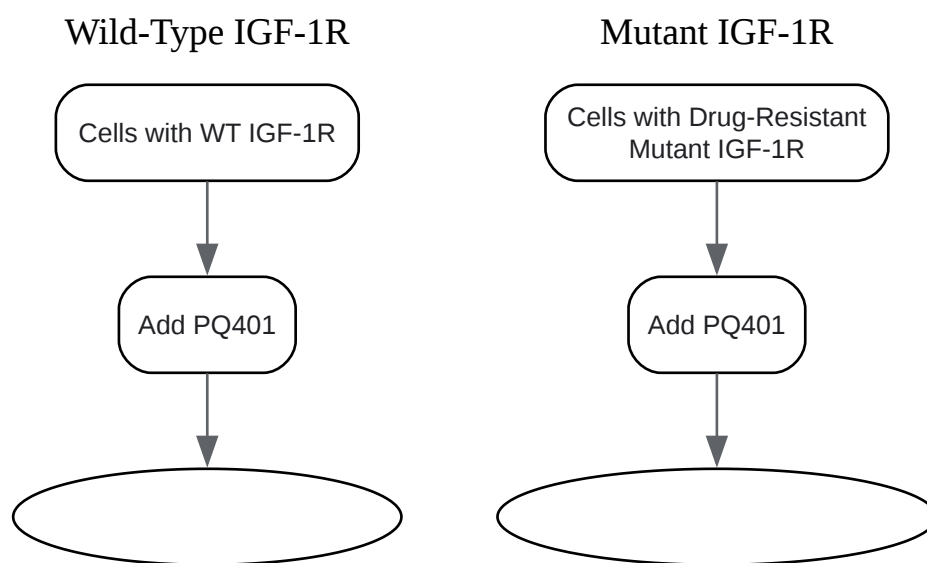 Wild-Type IGF-1R
Mutant IGF-1R
Cells with WT IGF-1R
Cells with Drug-Resistant
Mutant IGF-1R
Add PQ401
Add PQ401